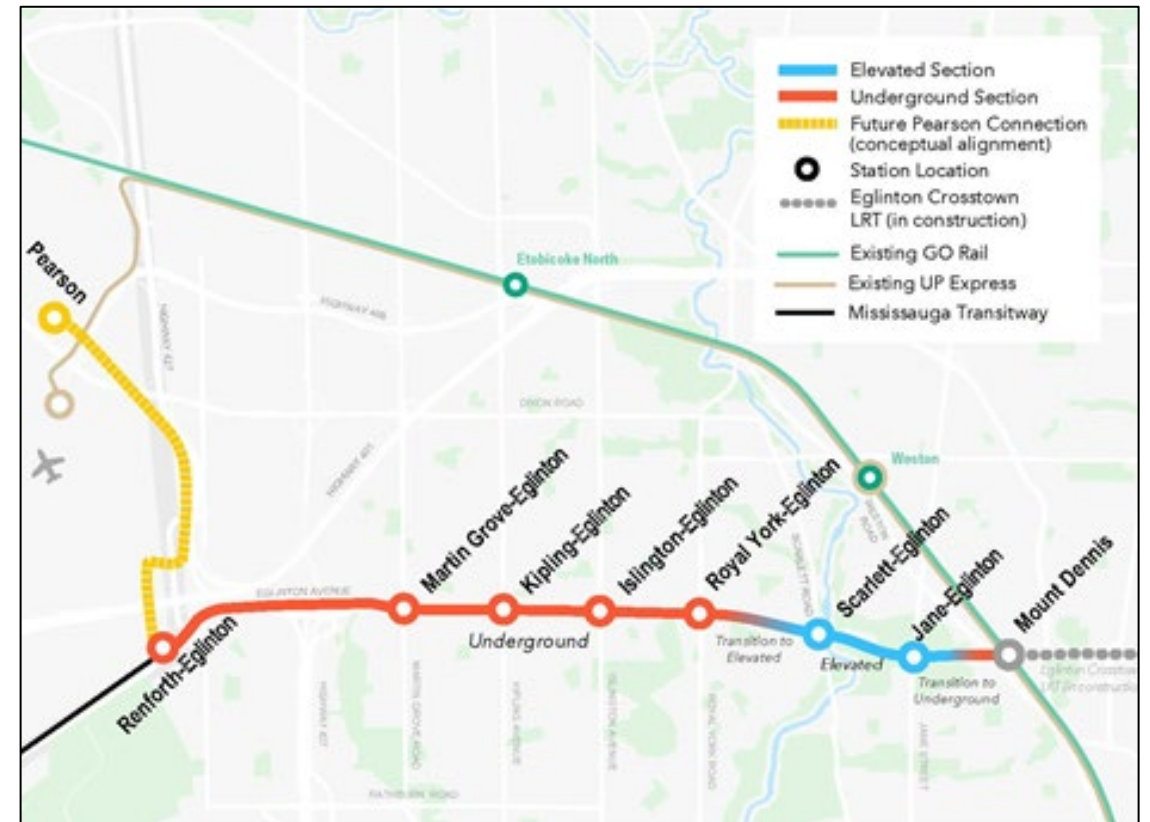 Elevated Section
Underground Section
Future Pearson Connection
(conceptual alignment)
Station Location
Eglinton Crosstown
LRT (in construction)
Existing GO Rail
Existing UP Express
Mississauga Transitway
Pearson
Etobicoke North
HIGHWAY 427
DIXON ROAD
HIGHWAY 401
Weston
WESTON
ROAD
SCARLETT ROAD
EGLINTON AVENUE
Renforth-Eglinton
Martin Grove-Eglinton
Kipling-Eglinton
Islington-Eglinton
Royal York-Eglinton
Scarlett-Eglinton
Jane-Eglinton
Mount Dennis
Underground
Transition to
Elevated
Elevated
Transition to
Underground
Eglinton
LRT (in
HIGHWAY 427
MARTIN GROVE ROAD
KIPLING AVENUE
ISLINGTON AVENUE
ROYAL YORK ROAD
JANE STREET
RATHBURN ROAD